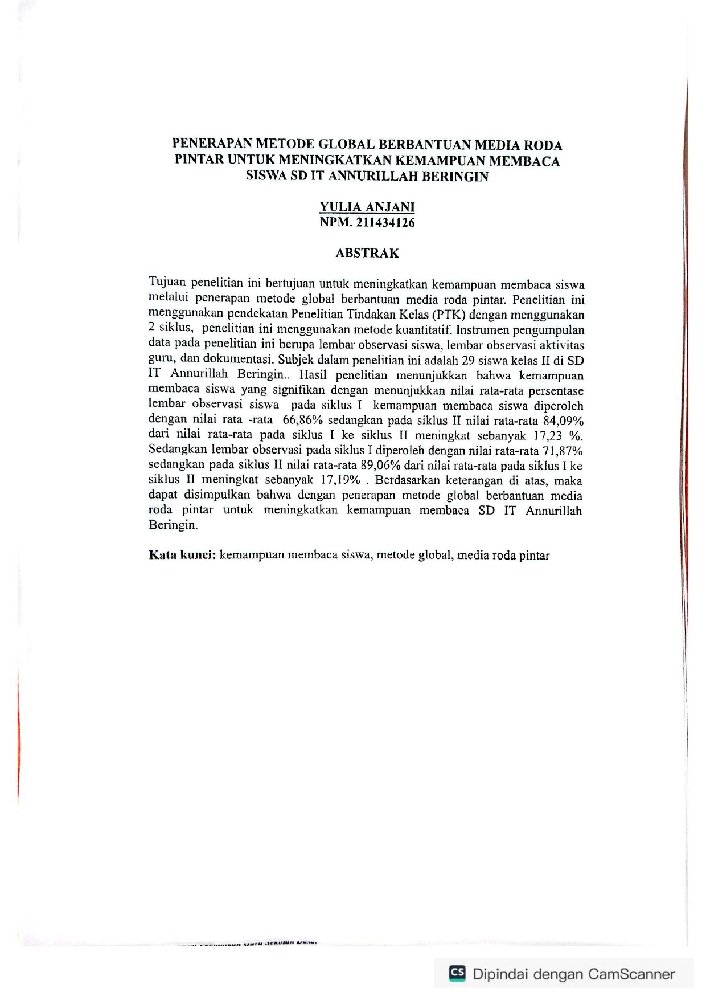 PENERAPAN METODE GLOBAL BERBANTUAN MEDIA RODA
PINTAR UNTUK MENINGKATKAN KEMAMPUAN MEMBACA
SISWA SD IT ANNURILLAH BERINGIN
YULIA ANJANI
NPM. 211434126
ABSTRAK
Tujuan penelitian ini bertujuan untuk meningkatkan kemampuan membaca siswa
melalui penerapan metode global berbantuan media roda pintar. Penelitian ini
menggunakan pendekatan Penelitian Tindakan Kelas (PTK) dengan menggunakan
2 siklus, penelitian ini menggunakan metode kuantitatif. Instrumen pengumpulan
data pada penelitian ini berupa lembar observasi siswa, lembar observasi aktivitas
guru, dan dokumentasi. Subjek dalam penelitian ini adalah 29 siswa kelas II di SD
IT Annurillah Beringin.. Hasil penelitian menunjukkan bahwa kemampuan
membaca siswa yang signifikan dengan menunjukkan nilai rata-rata persentase
lembar observasi siswa pada siklus I kemampuan membaca siswa diperoleh
dengan nilai rata -rata 66,86% sedangkan pada siklus II nilai rata-rata 84,09%
dari nilai rata-rata pada siklus I ke siklus II meningkat sebanyak 17,23 %.
Sedangkan lembar observasi pada siklus I diperoleh dengan nilai rata-rata 71,87%
sedangkan pada siklus II nilai rata-rata 89,06% dari nilai rata-rata pada siklus I ke
siklus II meningkat sebanyak 17,19% . Berdasarkan keterangan di atas, maka
dapat disimpulkan bahwa dengan penerapan metode global berbantuan media
roda pintar untuk meningkatkan kemampuan membaca SD IT Annurillah
Beringin.
Kata kunci: kemampuan membaca siswa, metode global, media roda pintar
Guru Sekolah
CS Dipindai dengan CamScanner